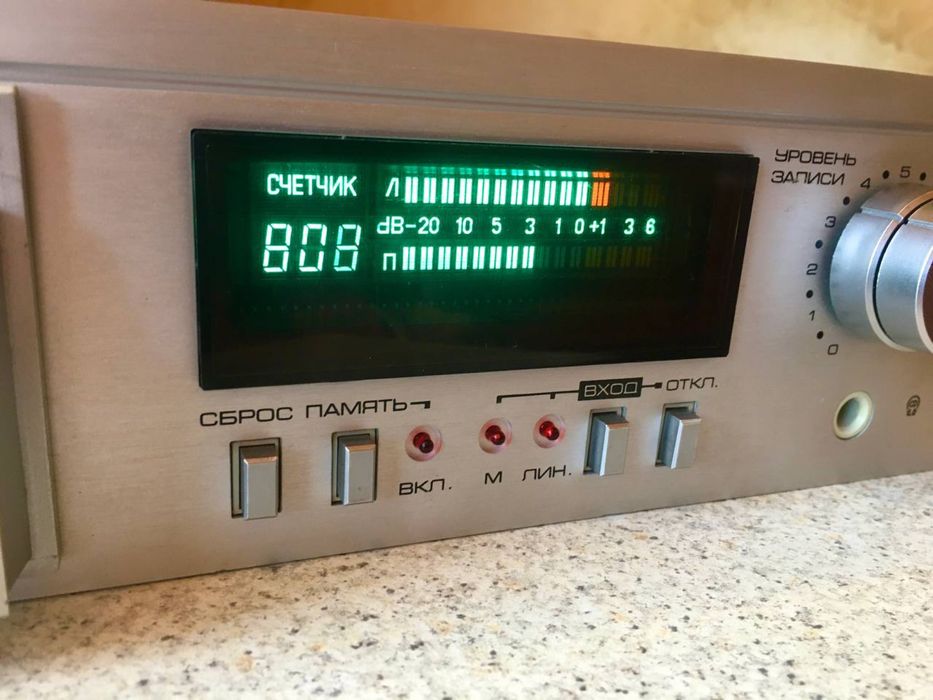 СЧЕТЧИК Л
dB-20 10 5 3 1 0 +1 3 6
808 П
УРОВЕНЬ
ЗАПИСИ
5
4
3
2
1
0
СБРОС ПАМЯТЬ ВХОД ОТКЛ.
ВКЛ. М ЛИН.